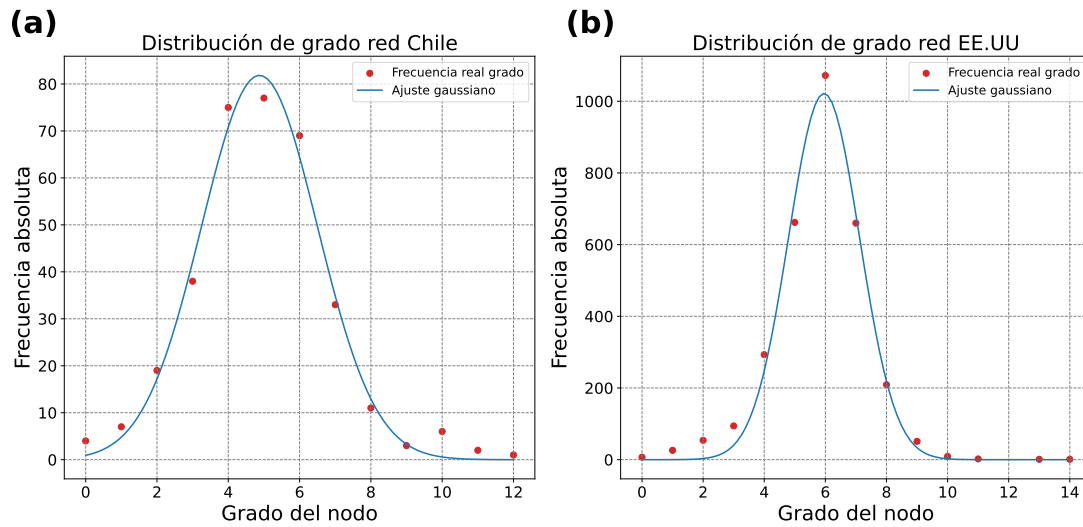 (a)
Distribución de grado red Chile
Frecuencia real grado
Ajuste gaussiano
Frecuencia absoluta
80
70
60
50
40
30
20
10
0
0 2 4 6 8 10 12
Grado del nodo
(b)
Distribución de grado red EE.UU
Frecuencia real grado
Ajuste gaussiano
Frecuencia absoluta
1000
800
600
400
200
0
0 2 4 6 8 10 12 14
Grado del nodo